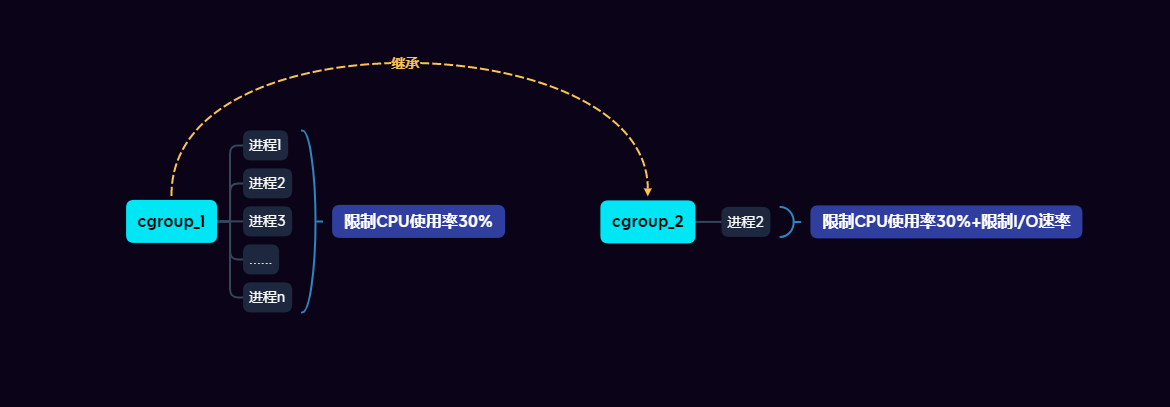 继承
进程1
进程2
cgroup_1
进程3
限制CPU使用率30%
……
进程n
cgroup_2
进程2
限制CPU使用率30%+限制I/O速率